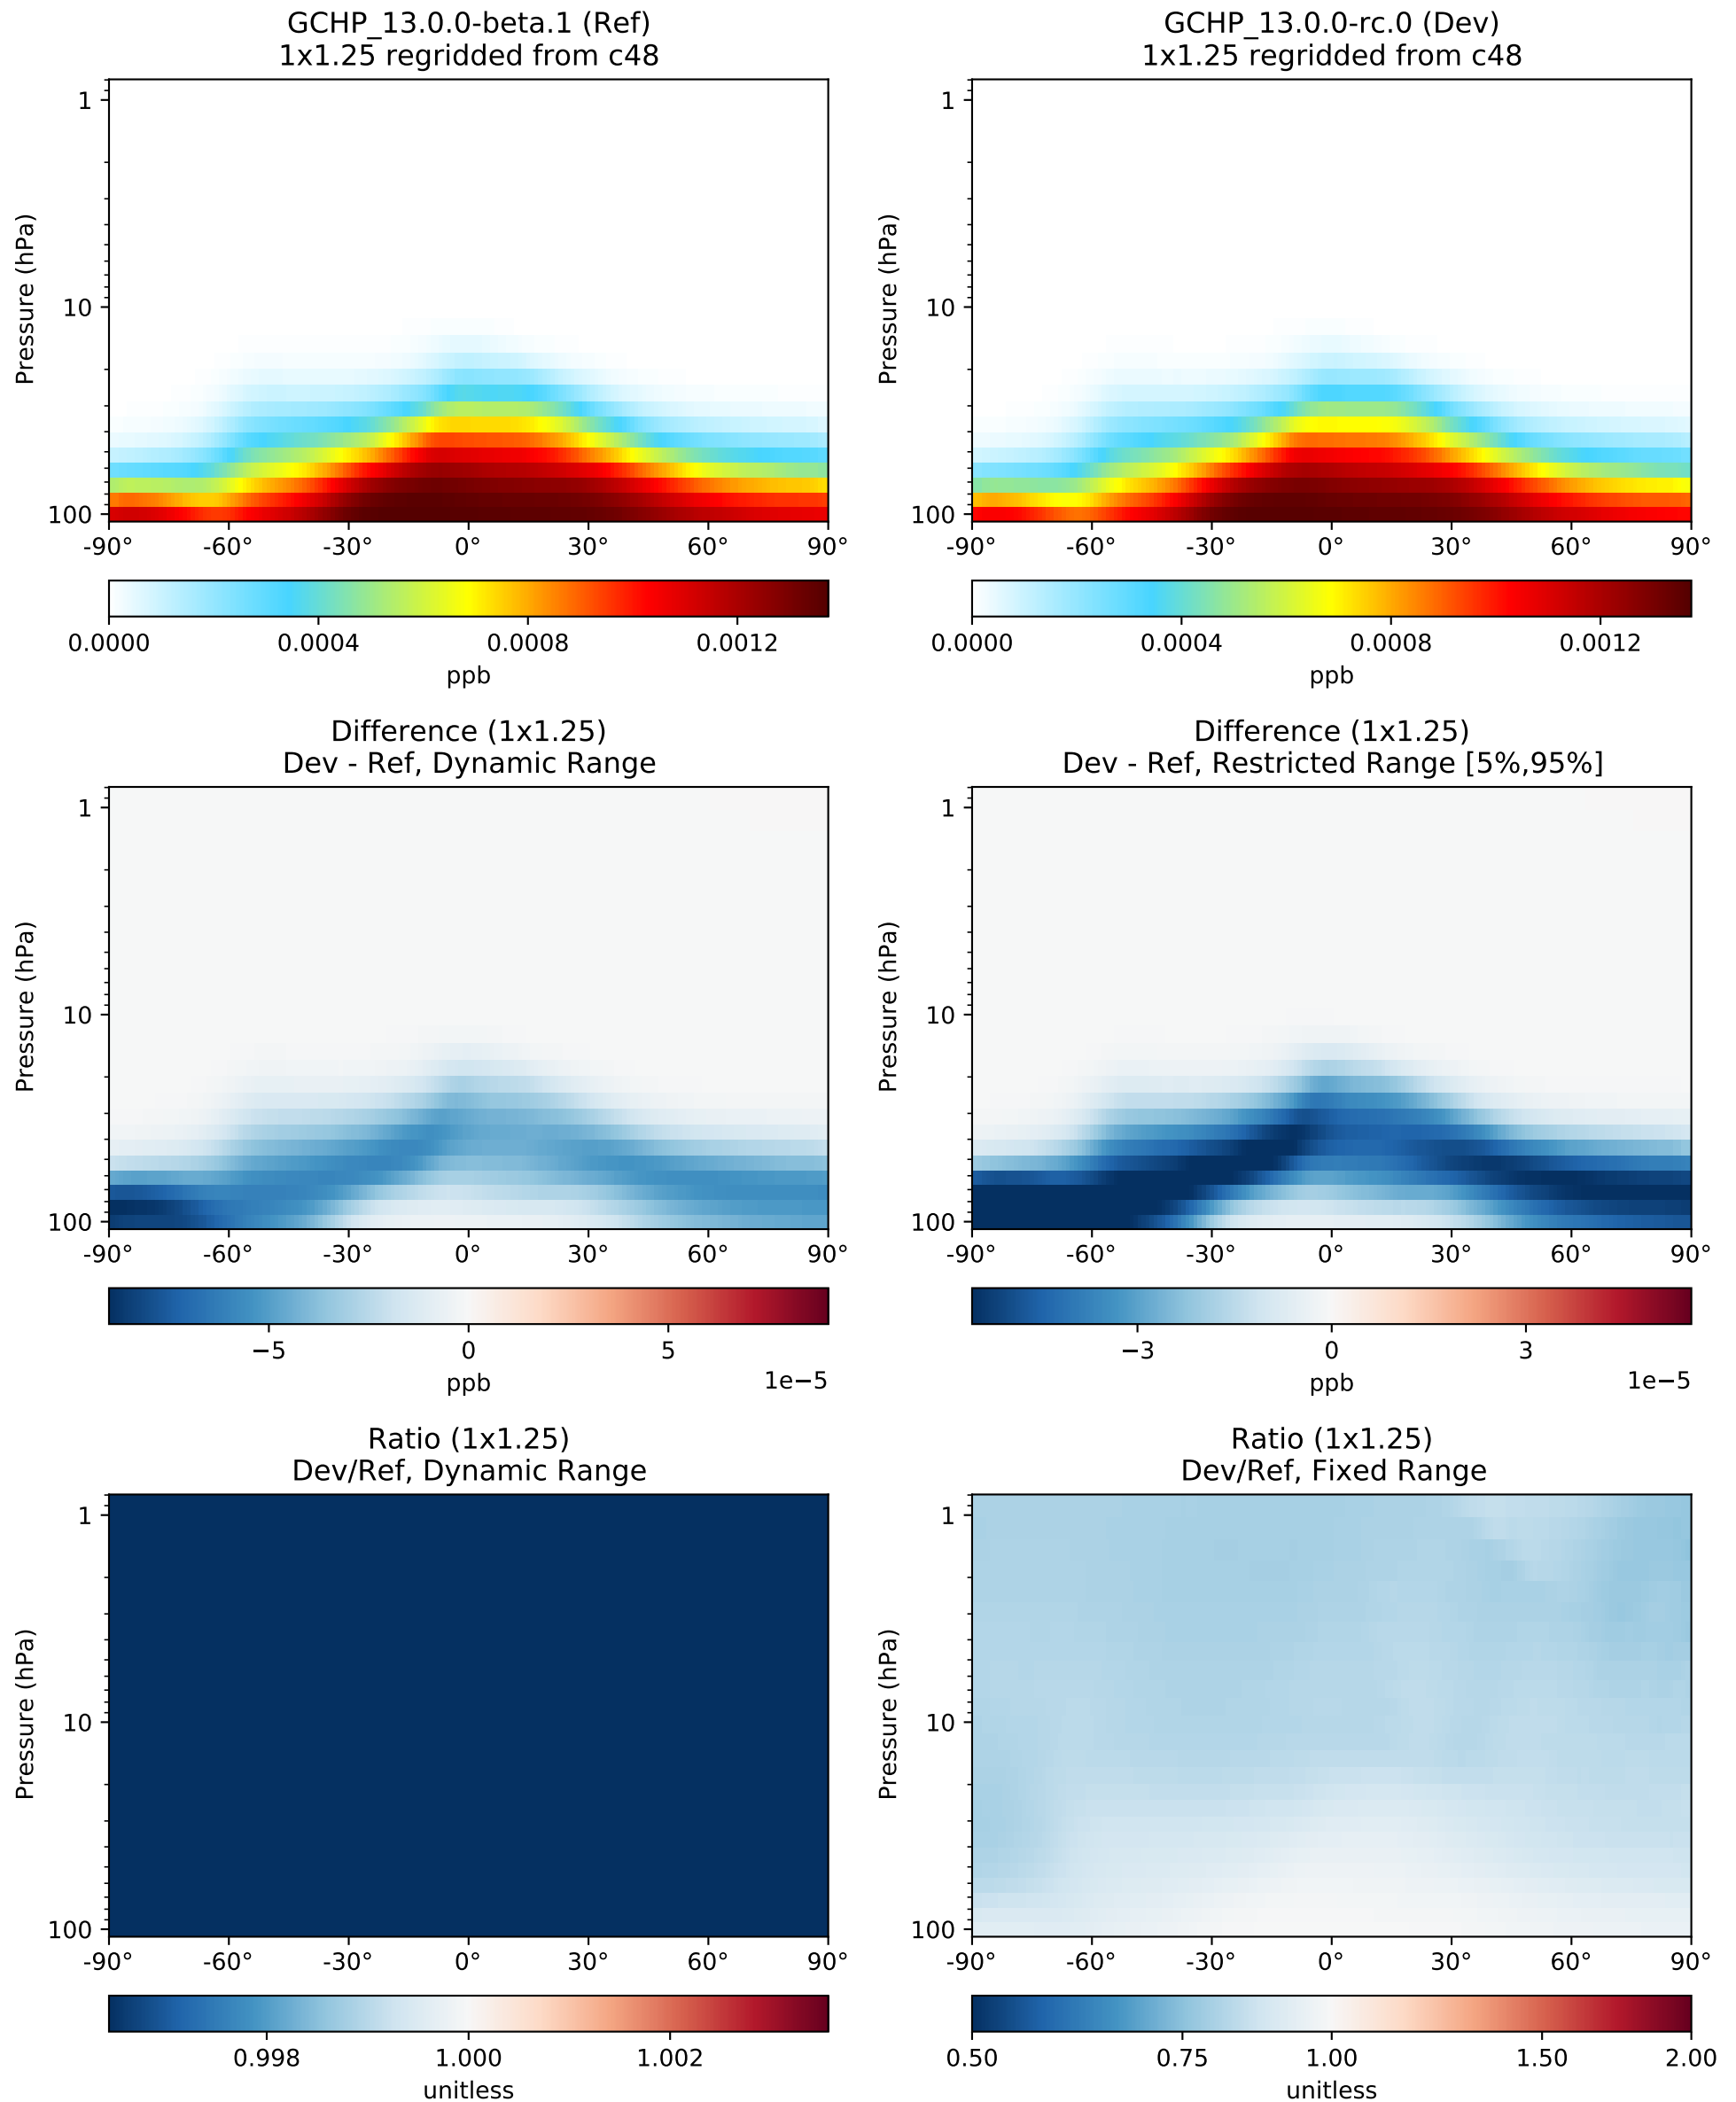 GCHP_13.0.0-beta.1 (Ref)
1x1.25 regridded from c48
GCHP_13.0.0-rc.0 (Dev)
1x1.25 regridded from c48
Pressure (hPa)
1
10
100
-90° -60° -30° 0° 30° 60° 90°
0.0000 0.0004 0.0008 0.0012
ppb
Pressure (hPa)
1
10
100
-90° -60° -30° 0° 30° 60° 90°
0.0000 0.0004 0.0008 0.0012
ppb
Difference (1x1.25)
Dev - Ref, Dynamic Range
Pressure (hPa)
1
10
100
-90° -60° -30° 0° 30° 60° 90°
−5 0 5
ppb
1e−5
Difference (1x1.25)
Dev - Ref, Restricted Range [5%,95%]
Pressure (hPa)
1
10
100
-90° -60° -30° 0° 30° 60° 90°
−3 0 3
ppb
1e−5
Ratio (1x1.25)
Dev/Ref, Dynamic Range
Pressure (hPa)
1
10
100
-90° -60° -30° 0° 30° 60° 90°
0.998 1.000 1.002
unitless
Ratio (1x1.25)
Dev/Ref, Fixed Range
Pressure (hPa)
1
10
100
-90° -60° -30° 0° 30° 60° 90°
0.50 0.75 1.00 1.50 2.00
unitless